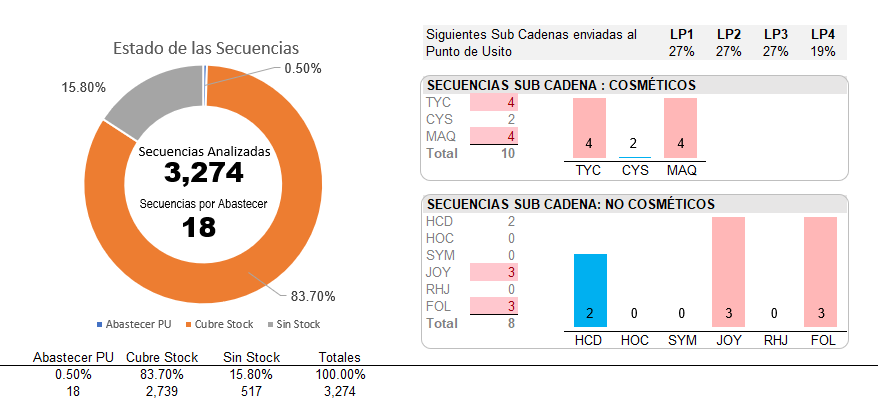 Estado de las Secuencias
0.50%
15.80%
Secuencias Analizadas
3,274
Secuencias por Abastecer
18
83.70%
Abastecer PU Cubre Stock Sin Stock
Abastecer PU Cubre Stock Sin Stock Totales
0.50% 83.70% 15.80% 100.00%
18 2,739 517 3,274
Siguientes Sub Cadenas enviadas al LP1 LP2 LP3 LP4
Punto de Usito 27% 27% 27% 19%
SECUENCIAS SUB CADENA : COSMÉTICOS
TYC 4
CYS 2
MAQ 4
Total 10
4 2 4
TYC CYS MAQ
SECUENCIAS SUB CADENA: NO COSMÉTICOS
HCD 2
HOC 0
SYM 0
JOY 3
RHJ 0
FOL 3
Total 8
2 0 0 3 0 3
HCD HOC SYM JOY RHJ FOL